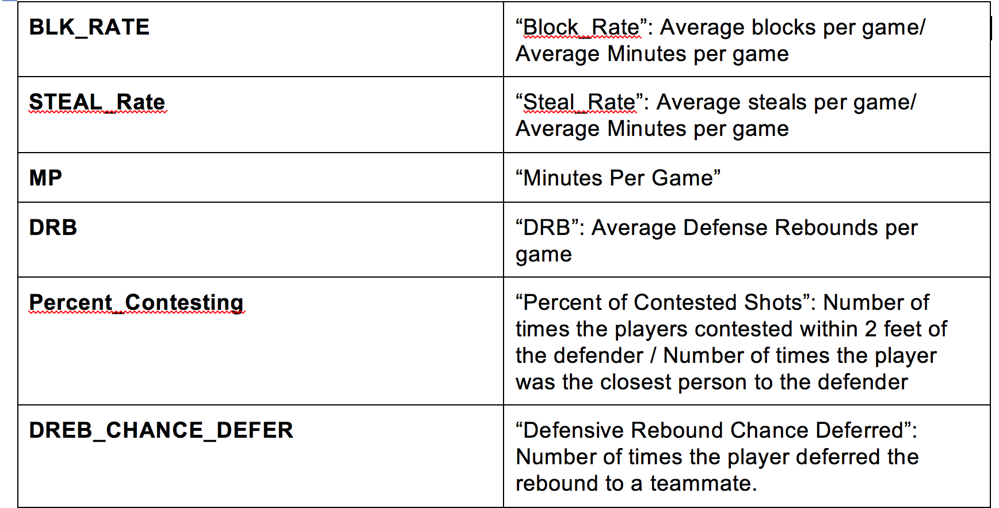 BLK_RATE
“Block_Rate”: Average blocks per game/
Average Minutes per game
STEAL_Rate
“Steal_Rate”: Average steals per game/
Average Minutes per game
MP
“Minutes Per Game”
DRB
“DRB”: Average Defense Rebounds per
game
Percent_Contesting
“Percent of Contested Shots”: Number of
times the players contested within 2 feet of
the defender / Number of times the player
was the closest person to the defender
DREB_CHANCE_DEFER
“Defensive Rebound Chance Deferred”:
Number of times the player deferred the
rebound to a teammate.